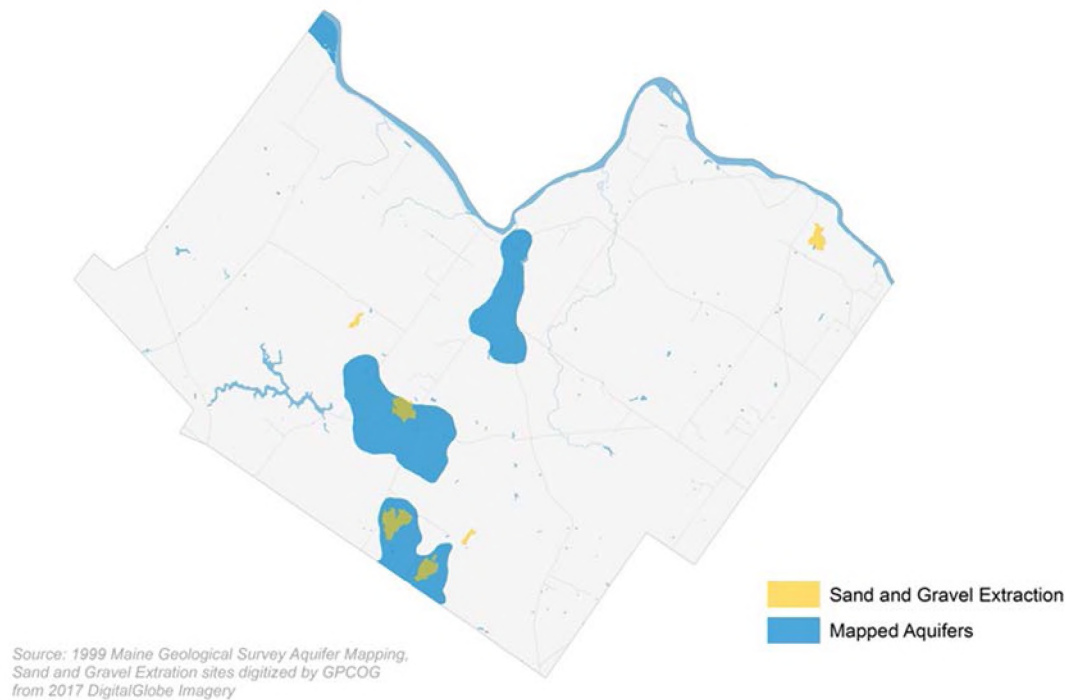 Sand and Gravel Extraction
Mapped Aquifers
Source: 1999 Maine Geological Survey Aquifer Mapping,
Sand and Gravel Extration sites digitized by GPCOG
from 2017 DigitalGlobe Imagery